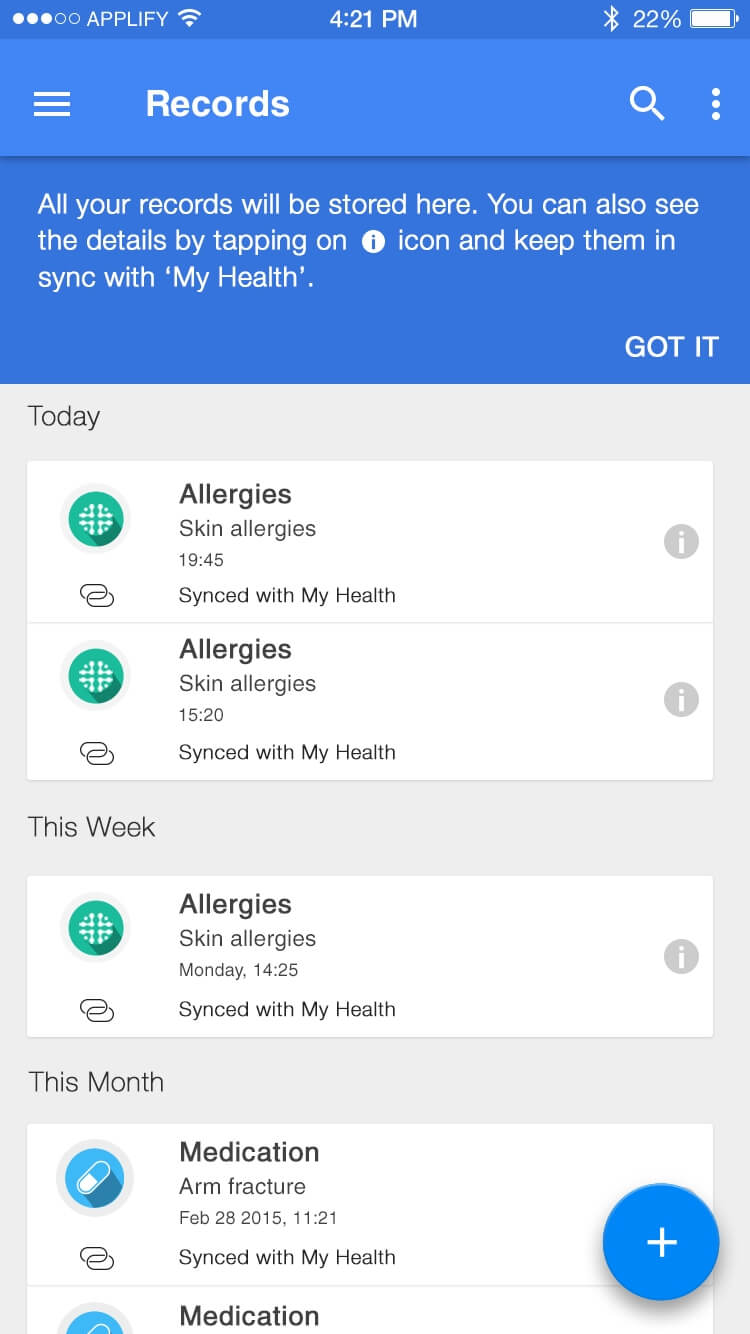 APPLIFY 4:21 PM 22%
Records
All your records will be stored here. You can also see
the details by tapping on i icon and keep them in
sync with ‘My Health’.
GOT IT
Today
Allergies
Skin allergies
19:45
Synced with My Health
Allergies
Skin allergies
15:20
Synced with My Health
This Week
Allergies
Skin allergies
Monday, 14:25
Synced with My Health
This Month
Medication
Arm fracture
Feb 28 2015, 11:21
Synced with My Health
Medication